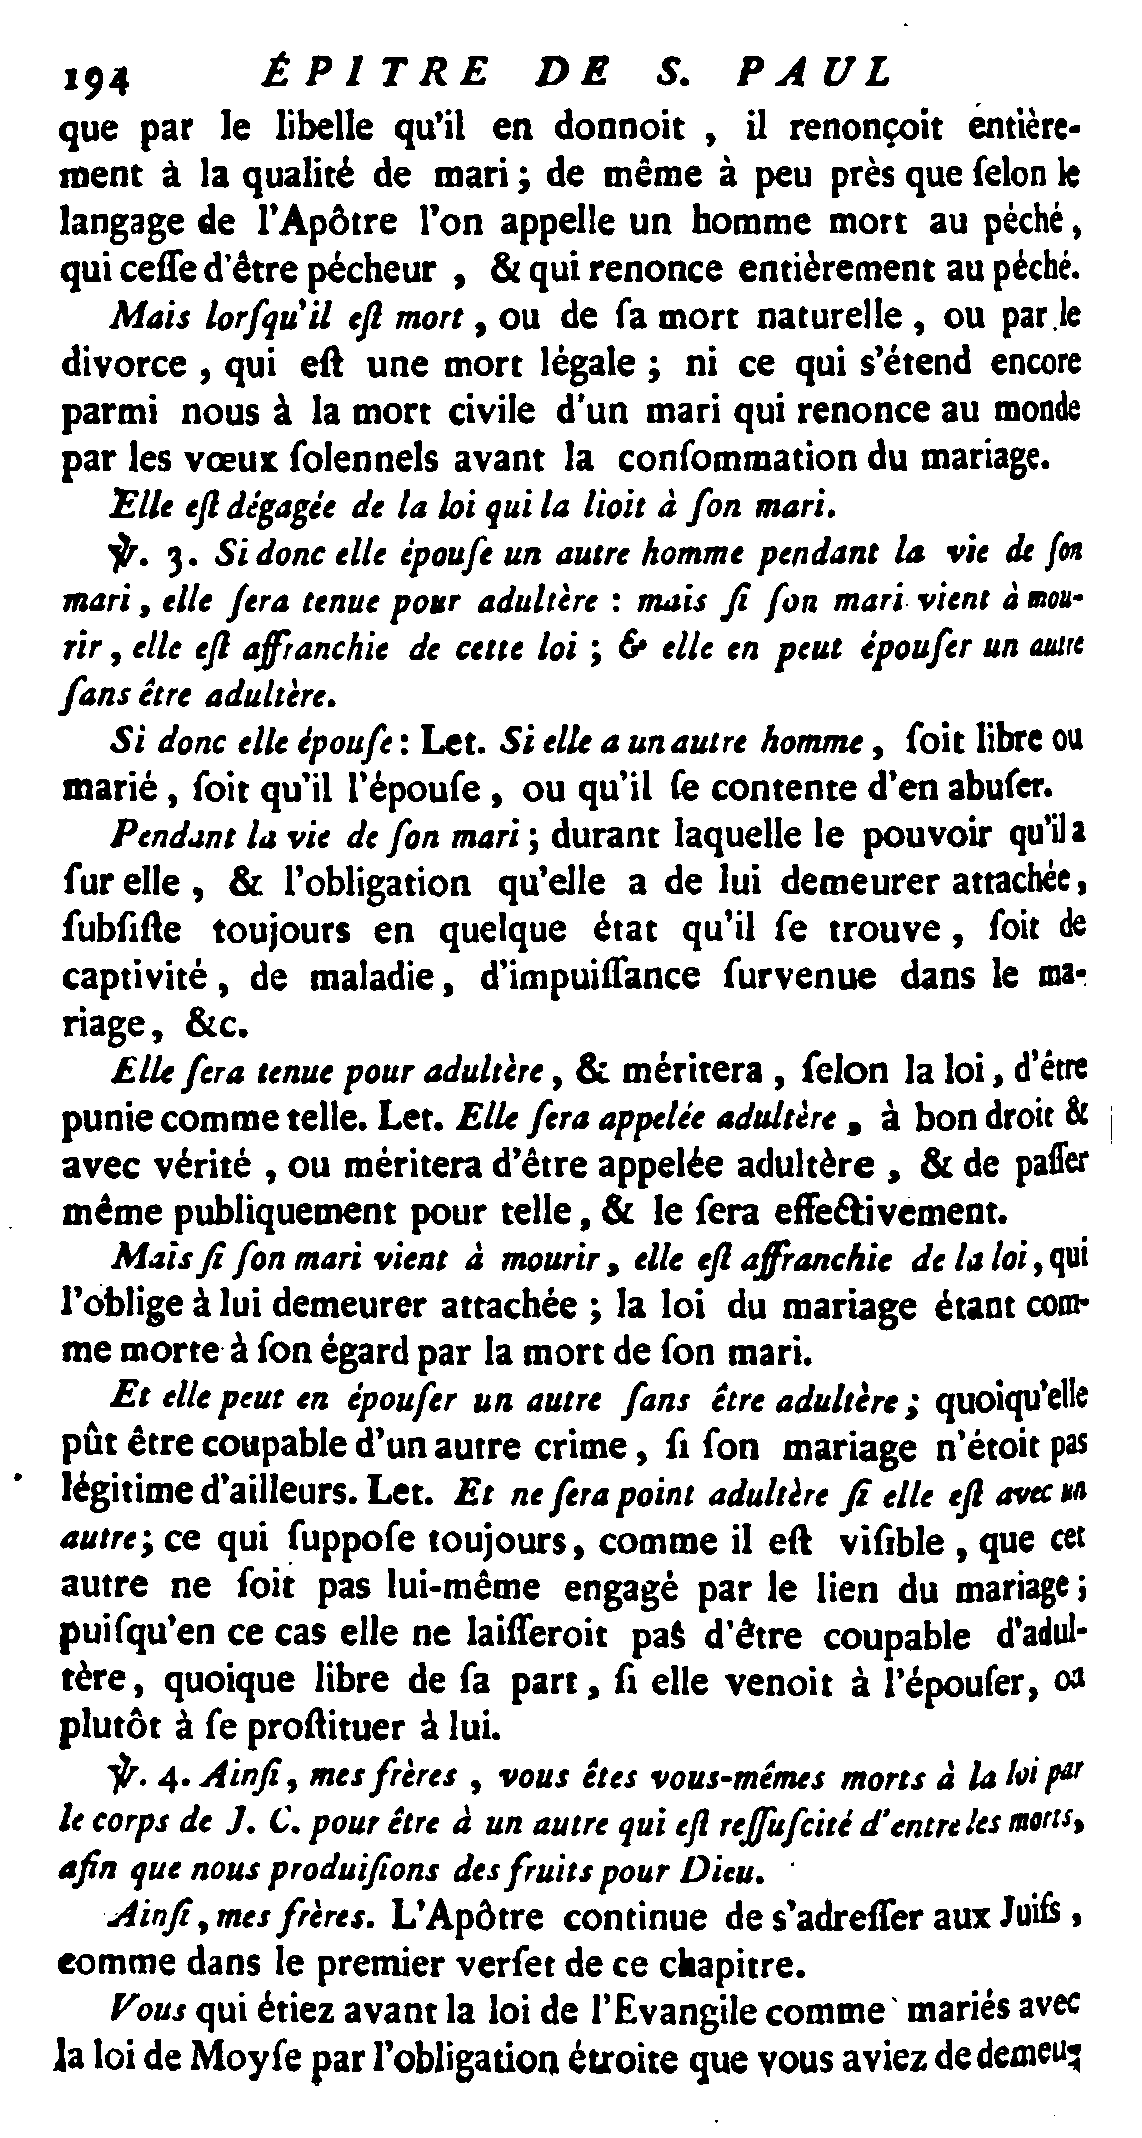 194 ÉPITRE DE S. PAUL
que par le libelle qu'il en donnoit , il renonçoit entière-
ment à la qualité de mari ; de même à peu près que ſelon le
langage de l'Apôtre l'on appelle un homme mort au péché ,
qui ceſſe d'être pécheur , & qui renonce entièrement au péché.
Mais lorſqu'il eſt mort , ou de ſa mort naturelle , ou par le
divorce , qui eſt une mort légale ; ni ce qui s'étend encore
parmi nous à la mort civile d'un mari qui renonce au monde
par les vœux ſolennels avant la conſommation du mariage.
Elle eſt dégagée de la loi qui la lioit à ſon mari.
℣. 3. Si donc elle épouſe un autre homme pendant la vie de ſon
mari , elle ſera tenue pour adultère : mais ſi ſon mari vient à mou-
rir , elle eſt affranchie de cette loi ; & elle en peut épouſer un autre
ſans être adultère.
Si donc elle épouſe : Let. Si elle a un autre homme , ſoit libre ou
marié , ſoit qu'il l'épouſe , ou qu'il ſe contente d'en abuſer.
Pendant la vie de ſon mari ; durant laquelle le pouvoir qu'il a
ſur elle , & l'obligation qu'elle a de lui demeurer attachée ,
ſubſiſte toujours en quelque état qu'il ſe trouve , ſoit de
captivité , de maladie , d'impuiſſance ſurvenue dans le ma-
riage , &c.
Elle ſera tenue pour adultère , & méritera , ſelon la loi , d'être
punie comme telle. Let. Elle ſera appelée adultère , à bon droit &
avec vérité , ou méritera d'être appelée adultère , & de paſſer
même publiquement pour telle , & le ſera effectivement.
Mais ſi ſon mari vient à mourir , elle eſt affranchie de la loi , qui
l'oblige à lui demeurer attachée ; la loi du mariage étant com-
me morte à ſon égard par la mort de ſon mari.
Et elle peut en épouſer un autre ſans être adultère ; quoiqu'elle
pût être coupable d'un autre crime , ſi ſon mariage n'étoit pas
légitime d'ailleurs. Let. Et ne ſera point adultère ſi elle eſt avec un
autre ; ce qui ſuppoſe toujours , comme il eſt viſible , que cet
autre ne ſoit pas lui-même engagé par le lien du mariage ;
puiſqu'en ce cas elle ne laiſſeroit pas d'être coupable d'adul-
tère , quoique libre de ſa part , ſi elle venoit à l'épouſer , ou
plutôt à ſe proſtituer à lui.
℣. 4. Ainſi , mes frères , vous êtes vous-mêmes morts à la loi par
le corps de J. C. pour être à un autre qui eſt reſſuſcité d'entre les morts ,
afin que nous produiſions des fruits pour Dieu.
Ainſi , mes frères. L'Apôtre continue de s'adreſſer aux Juifs ,
comme dans le premier verſet de ce chapitre.
Vous qui étiez avant la loi de l'Evangile comme mariés avec
la loi de Moyſe par l'obligation étroite que vous aviez de demeu-